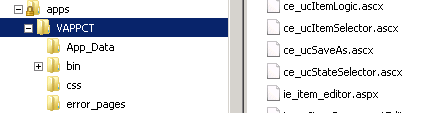 apps
VAPPCT
App_Data
bin
css
error_pages
ce_ucItemLogic.ascx
ce_ucItemSelector.ascx
ce_ucSaveAs.ascx
ce_ucStateSelector.ascx
ie_item_editor.aspx